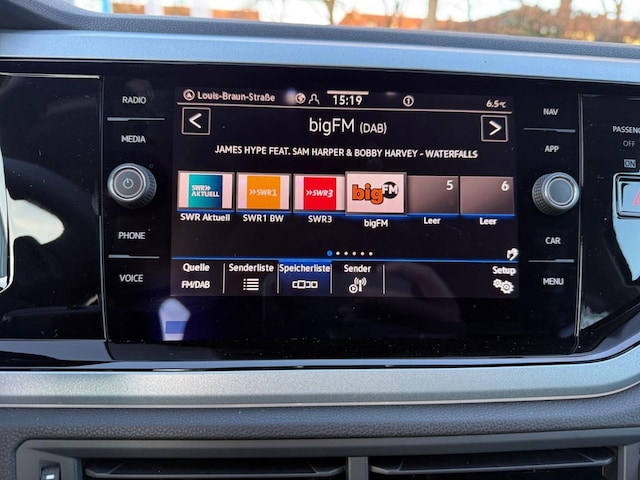 RADIO
MEDIA
PHONE
VOICE
Louis-Braun-Straße
15:19
6.5°C
bigFM (DAB)
JAMES HYPE FEAT. SAM HARPER & BOBBY HARVEY - WATERFALLS
SWR» AKTUELL
»SWR1
»SWR3
bigFM
5
6
SWR Aktuell
SWR1 BW
SWR3
bigFM
Leer
Leer
Quelle
FM/DAB
Senderliste
Speicherliste
Sender
Setup
NAV
APP
CAR
MENU
PASSENG
OFF
ON